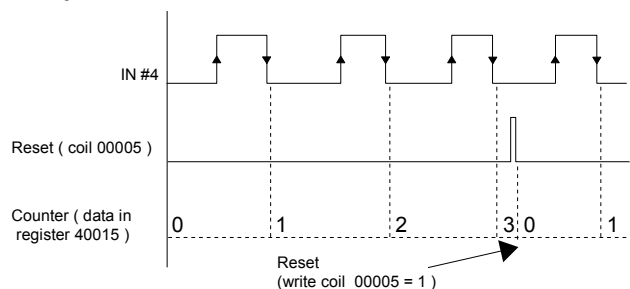 IN #4
Reset ( coil 00005 )
Counter ( data in
register 40015 )
0 1 2 3 0 1
Reset
(write coil 00005 = 1 )